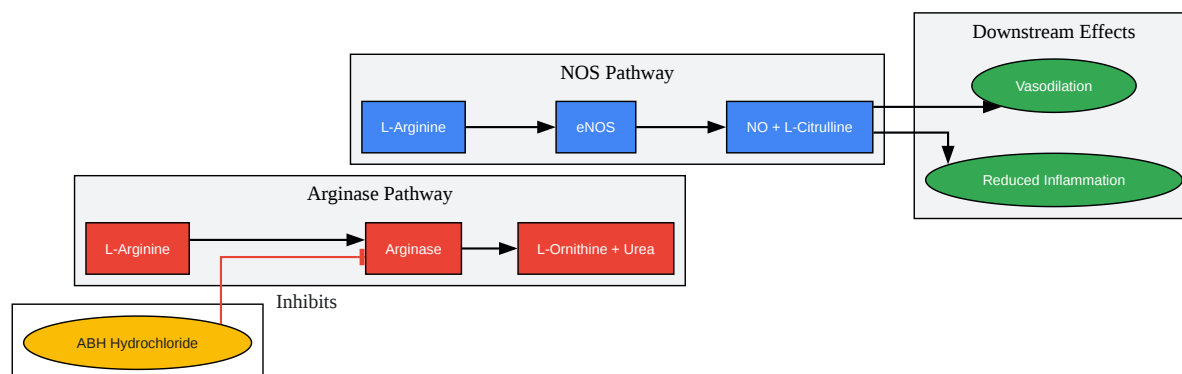 Downstream Effects
NOS Pathway
Vasodilation
L-Arginine
eNOS
NO + L-Citrulline
Reduced Inflammation
Arginase Pathway
L-Arginine
Arginase
L-Ornithine + Urea
Inhibits
ABH Hydrochloride